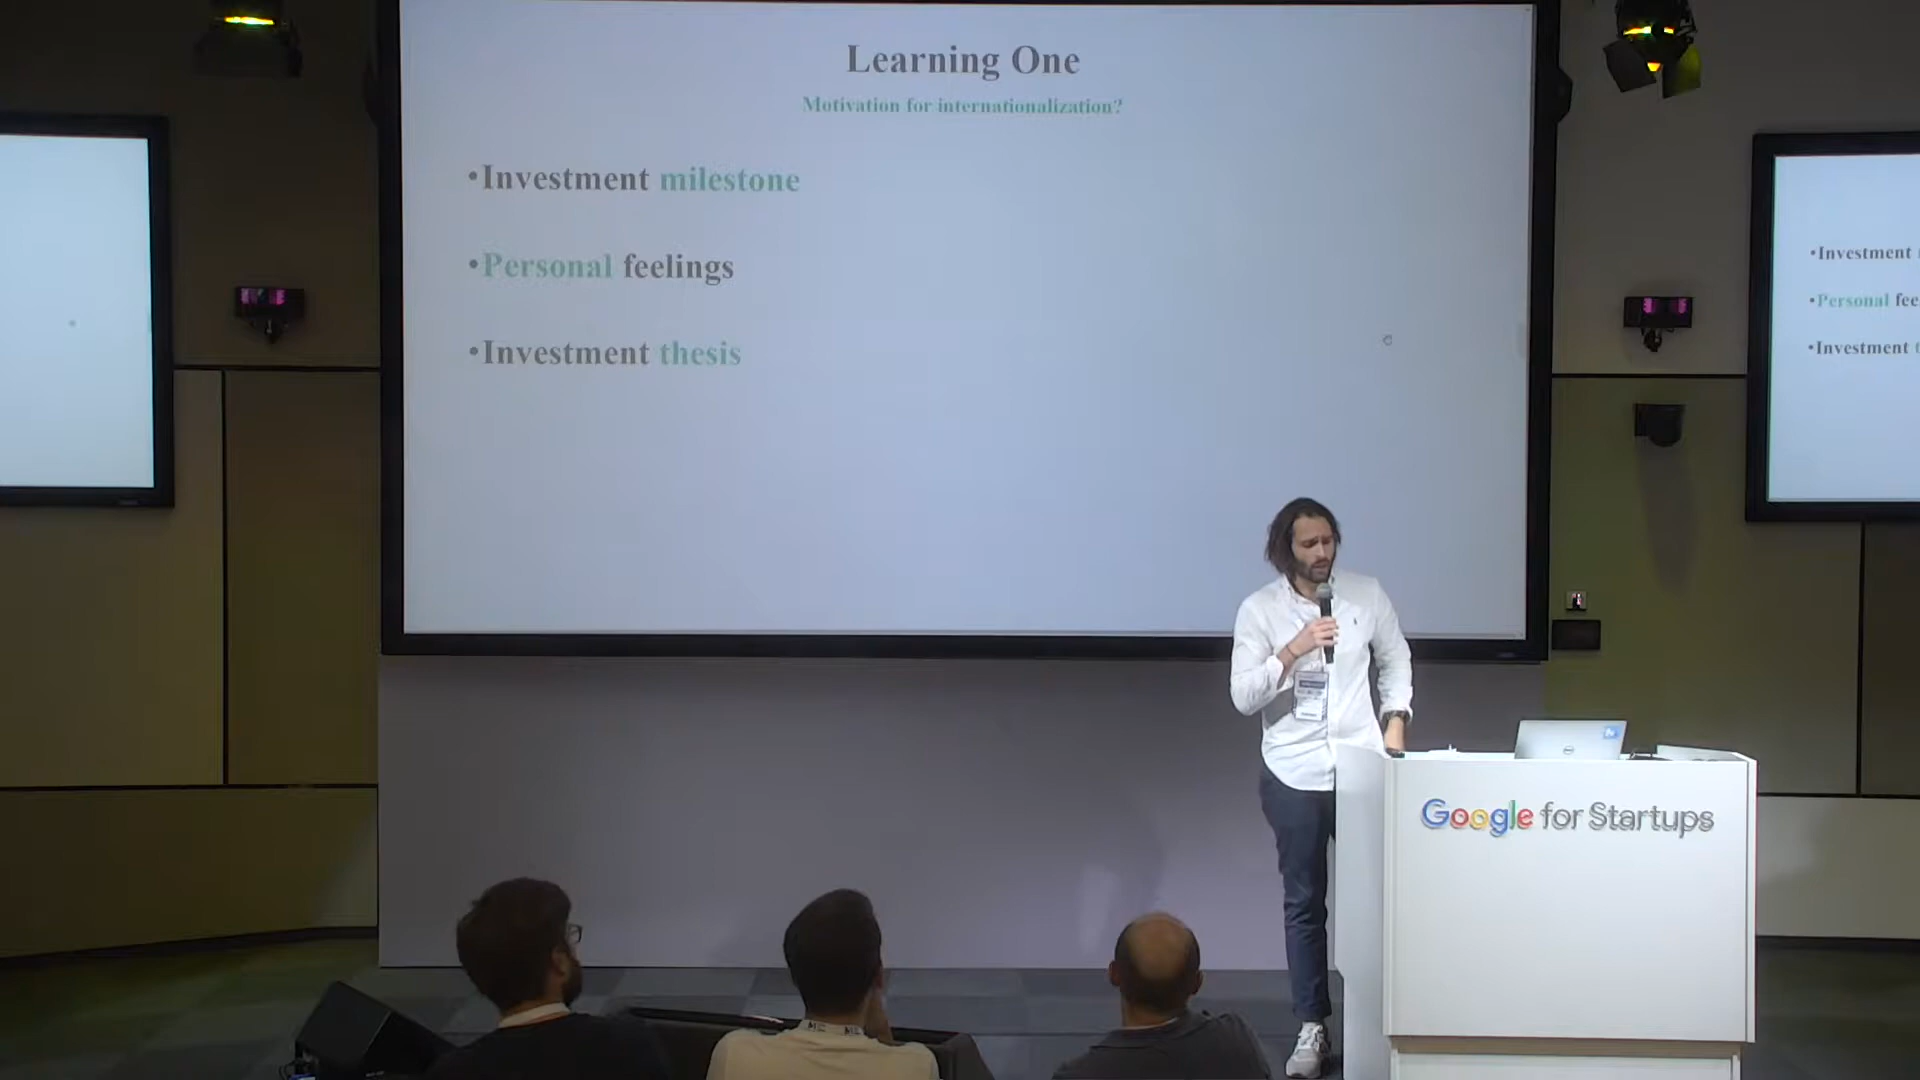 Learning One
Motivation for internationalization?
•Investment milestone
•Personal feelings
•Investment thesis
•Investment
•Personal fee
•Investment
Google for Startups